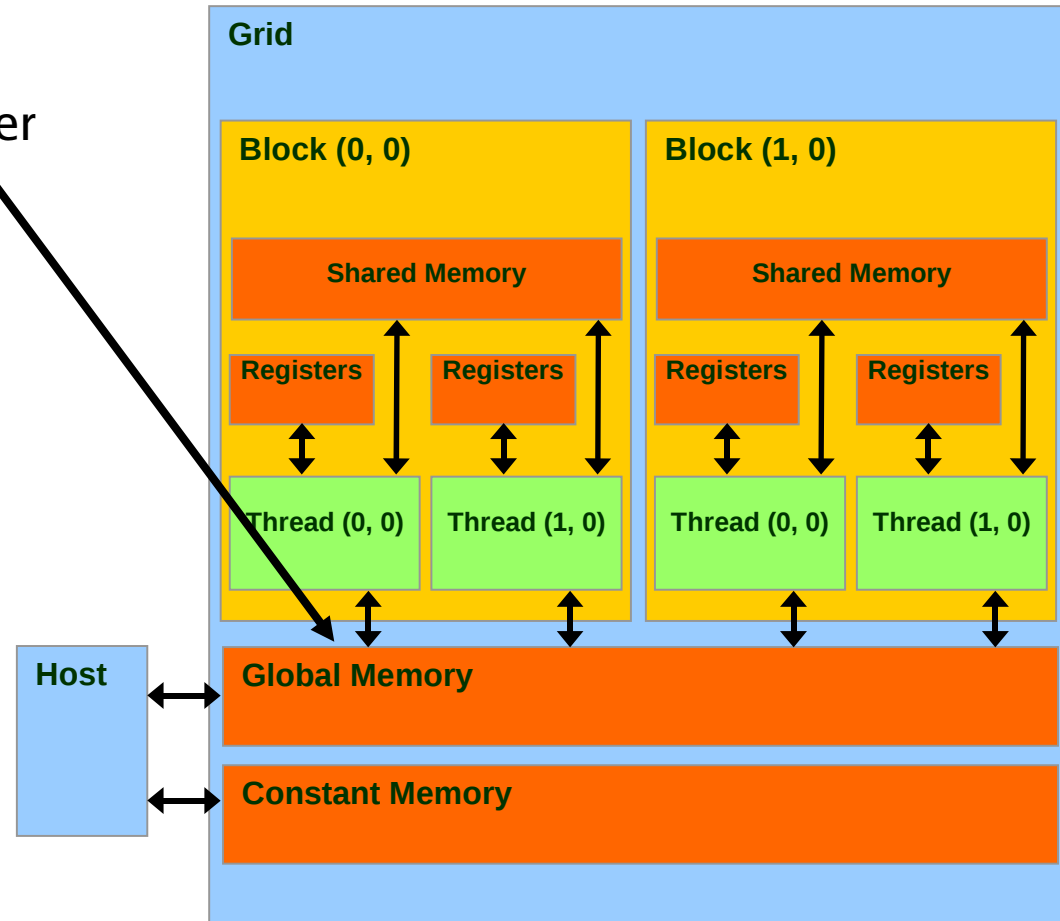 Grid
er
Block (0, 0)
Block (1, 0)
Shared Memory
Shared Memory
Registers
Registers
Registers
Registers
Thread (0, 0)
Thread (1, 0)
Thread (0, 0)
Thread (1, 0)
Host
Global Memory
Constant Memory